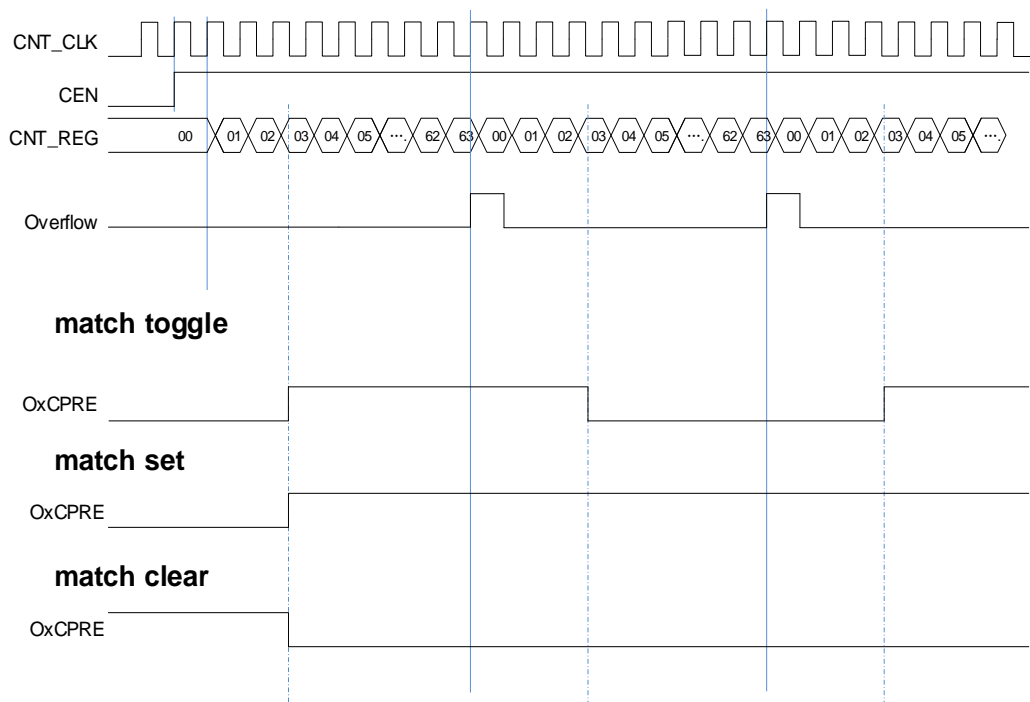 CNT_CLK
CEN
CNT_REG 00 01 02 03 04 05 ···. 62 63 00 01 02 03 04 05 ···. 62 63 00 01 02 03 04 05 ···.
Overflow
match toggle
OxCPRE
match set
OxCPRE
match clear
OxCPRE